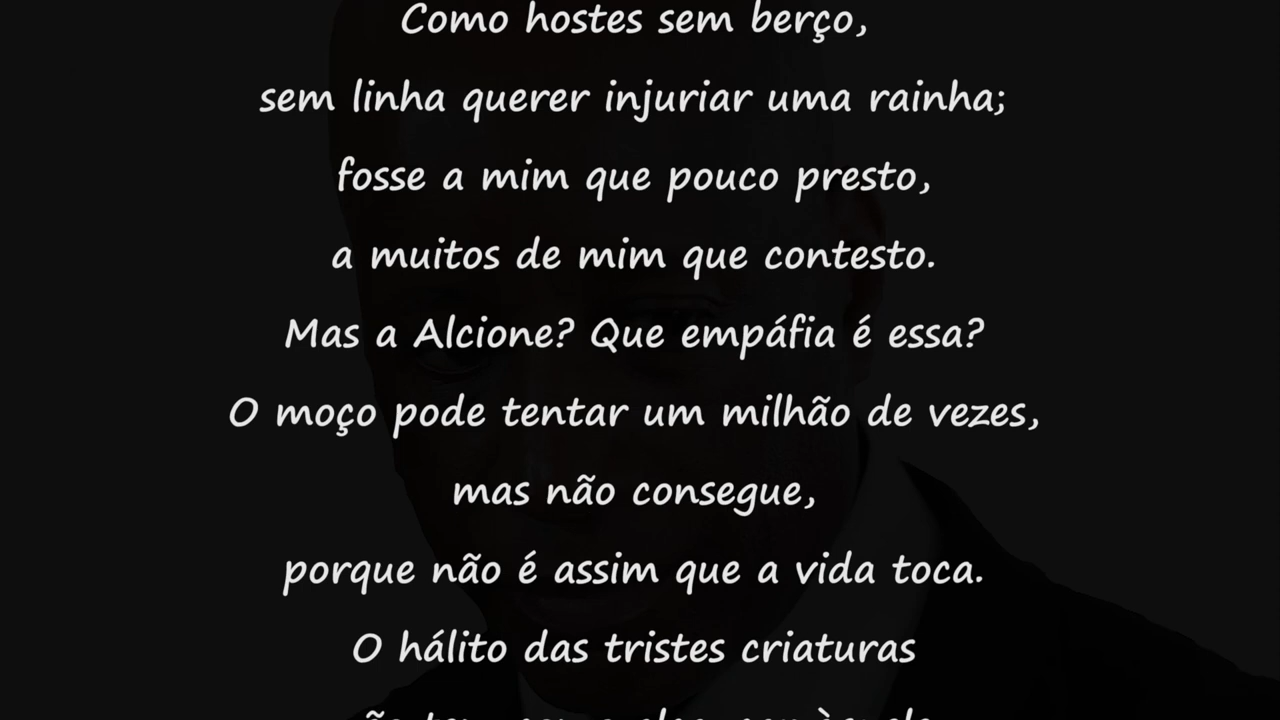 Como hostes sem berço,
sem linha querer injuriar uma rainha;
fosse a mim que pouco presto,
a muitos de mim que contesto.
Mas a Alcione? Que empáfia é essa?
O moço pode tentar um milhão de vezes,
mas não consegue,
porque não é assim que a vida toca.
O hálito das tristes criaturas